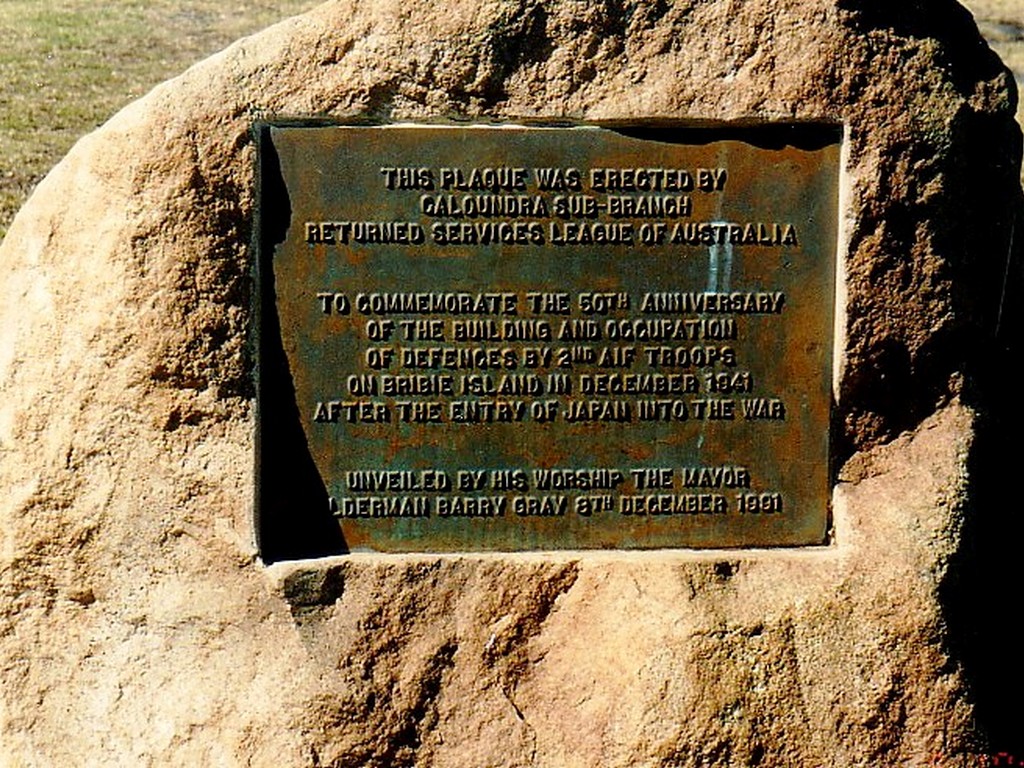 THIS PLAQUE WAS ERECTED BY
CALOUNDRA SUB-BRANCH
RETURNED SERVICES LEAGUE OF AUSTRALIA
TO COMMEMORATE THE 50TH ANNIVERSARY
OF THE BUILDING AND OCCUPATION
OF DEFENCES BY 2ND AIF TROOPS
ON BRIBIE ISLAND IN DECEMBER 1941
AFTER THE ENTRY OF JAPAN INTO THE WAR
UNVEILED BY HIS WORSHIP THE MAYOR
LDERMAN BARRY GRAY 8TH DECEMBER 1991